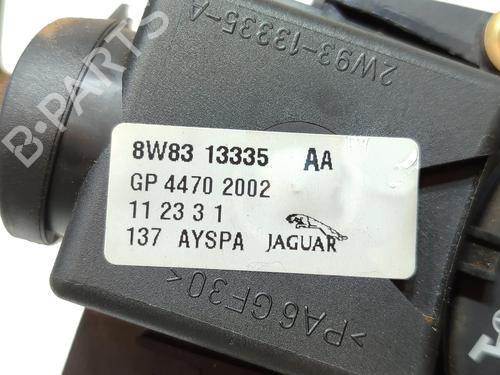 B-PARTS
2W93-13335-A
8W83 13335 AA
GP 4470 2002
11 23 3 1
137 AYSPA JAGUAR
>PA6GF30<